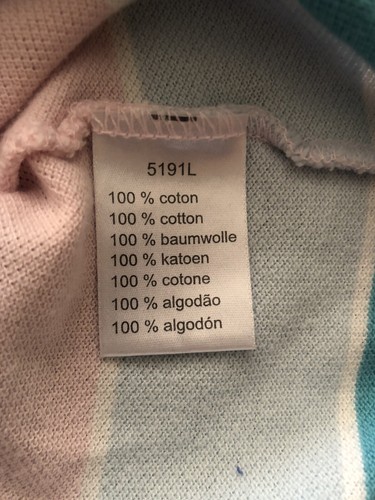 5191L
100 % coton
100 % cotton
100 % baumwolle
100 % katoen
100 % cotone
100 % algodão
100 % algodón